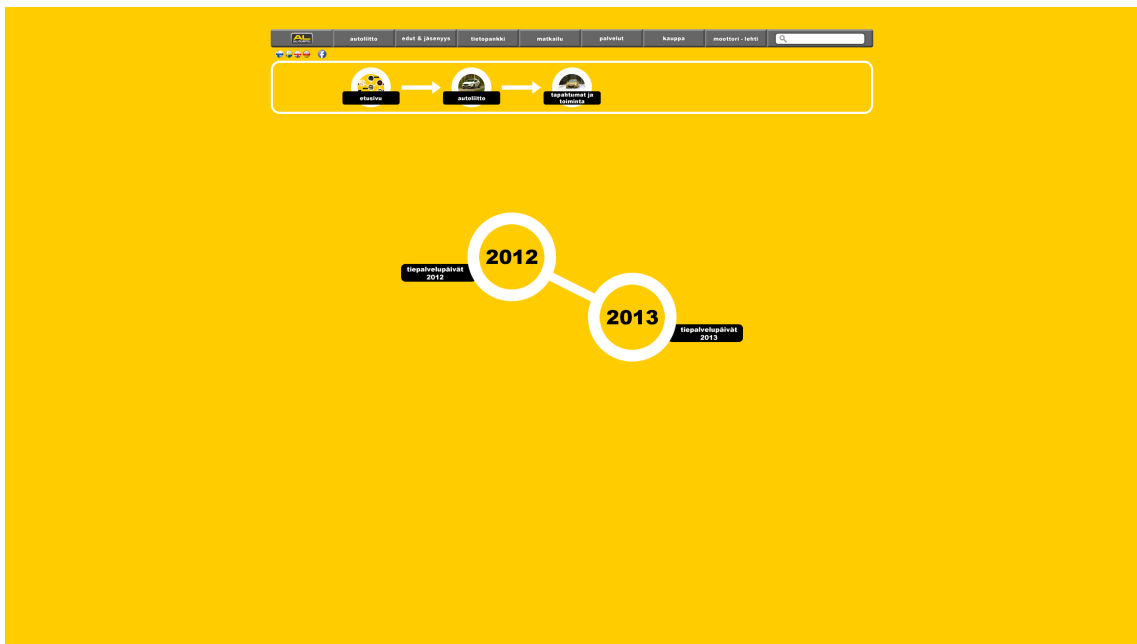 AL
autoliitto
edut & jäsenyys
tietopankki
matkailu
palvelut
kauppa
moottori - lehti
etusivu
autoliitto
tapahtumat ja
toiminta
2012
tiepalvelupäivät
2012
2013
tiepalvelupäivät
2013